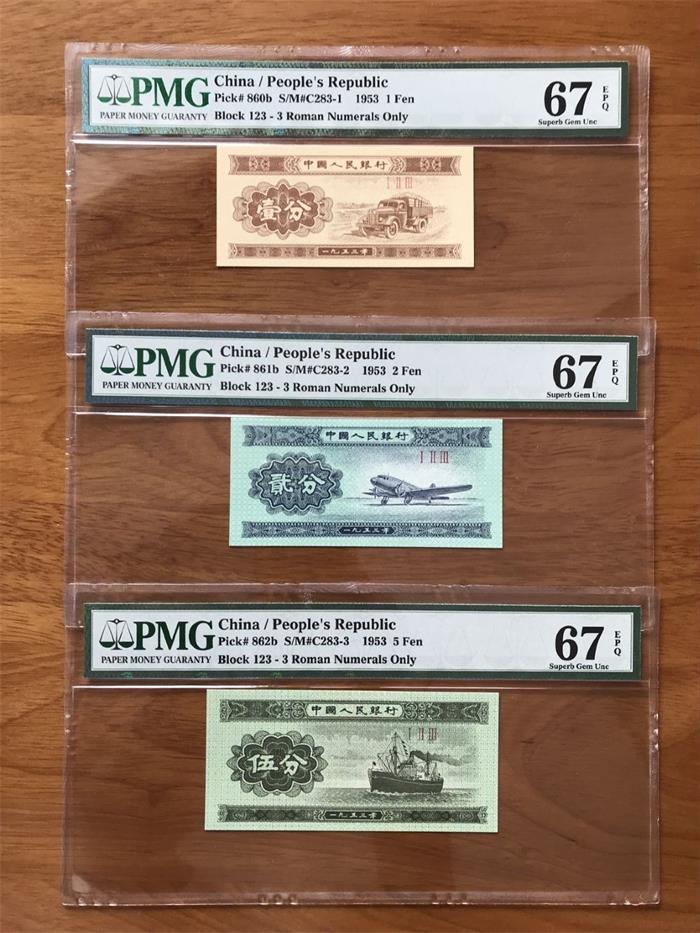 PMG
PAPER MONEY GUARANTY
China / People's Republic
Pick# 860b S/M#C283-1 1953 1 Fen
Block 123 - 3 Roman Numerals Only
67 EPQ
Superb Gem Unc
中國人民銀行
I II III
壹分
一九五三年
PMG
PAPER MONEY GUARANTY
China / People's Republic
Pick# 861b S/M#C283-2 1953 2 Fen
Block 123 - 3 Roman Numerals Only
67 EPQ
Superb Gem Unc
中國人民銀行
I II III
貳分
一九五三年
PMG
PAPER MONEY GUARANTY
China / People's Republic
Pick# 862b S/M#C283-3 1953 5 Fen
Block 123 - 3 Roman Numerals Only
67 EPQ
Superb Gem Unc
中國人民銀行
I II III
伍分
一九五三年